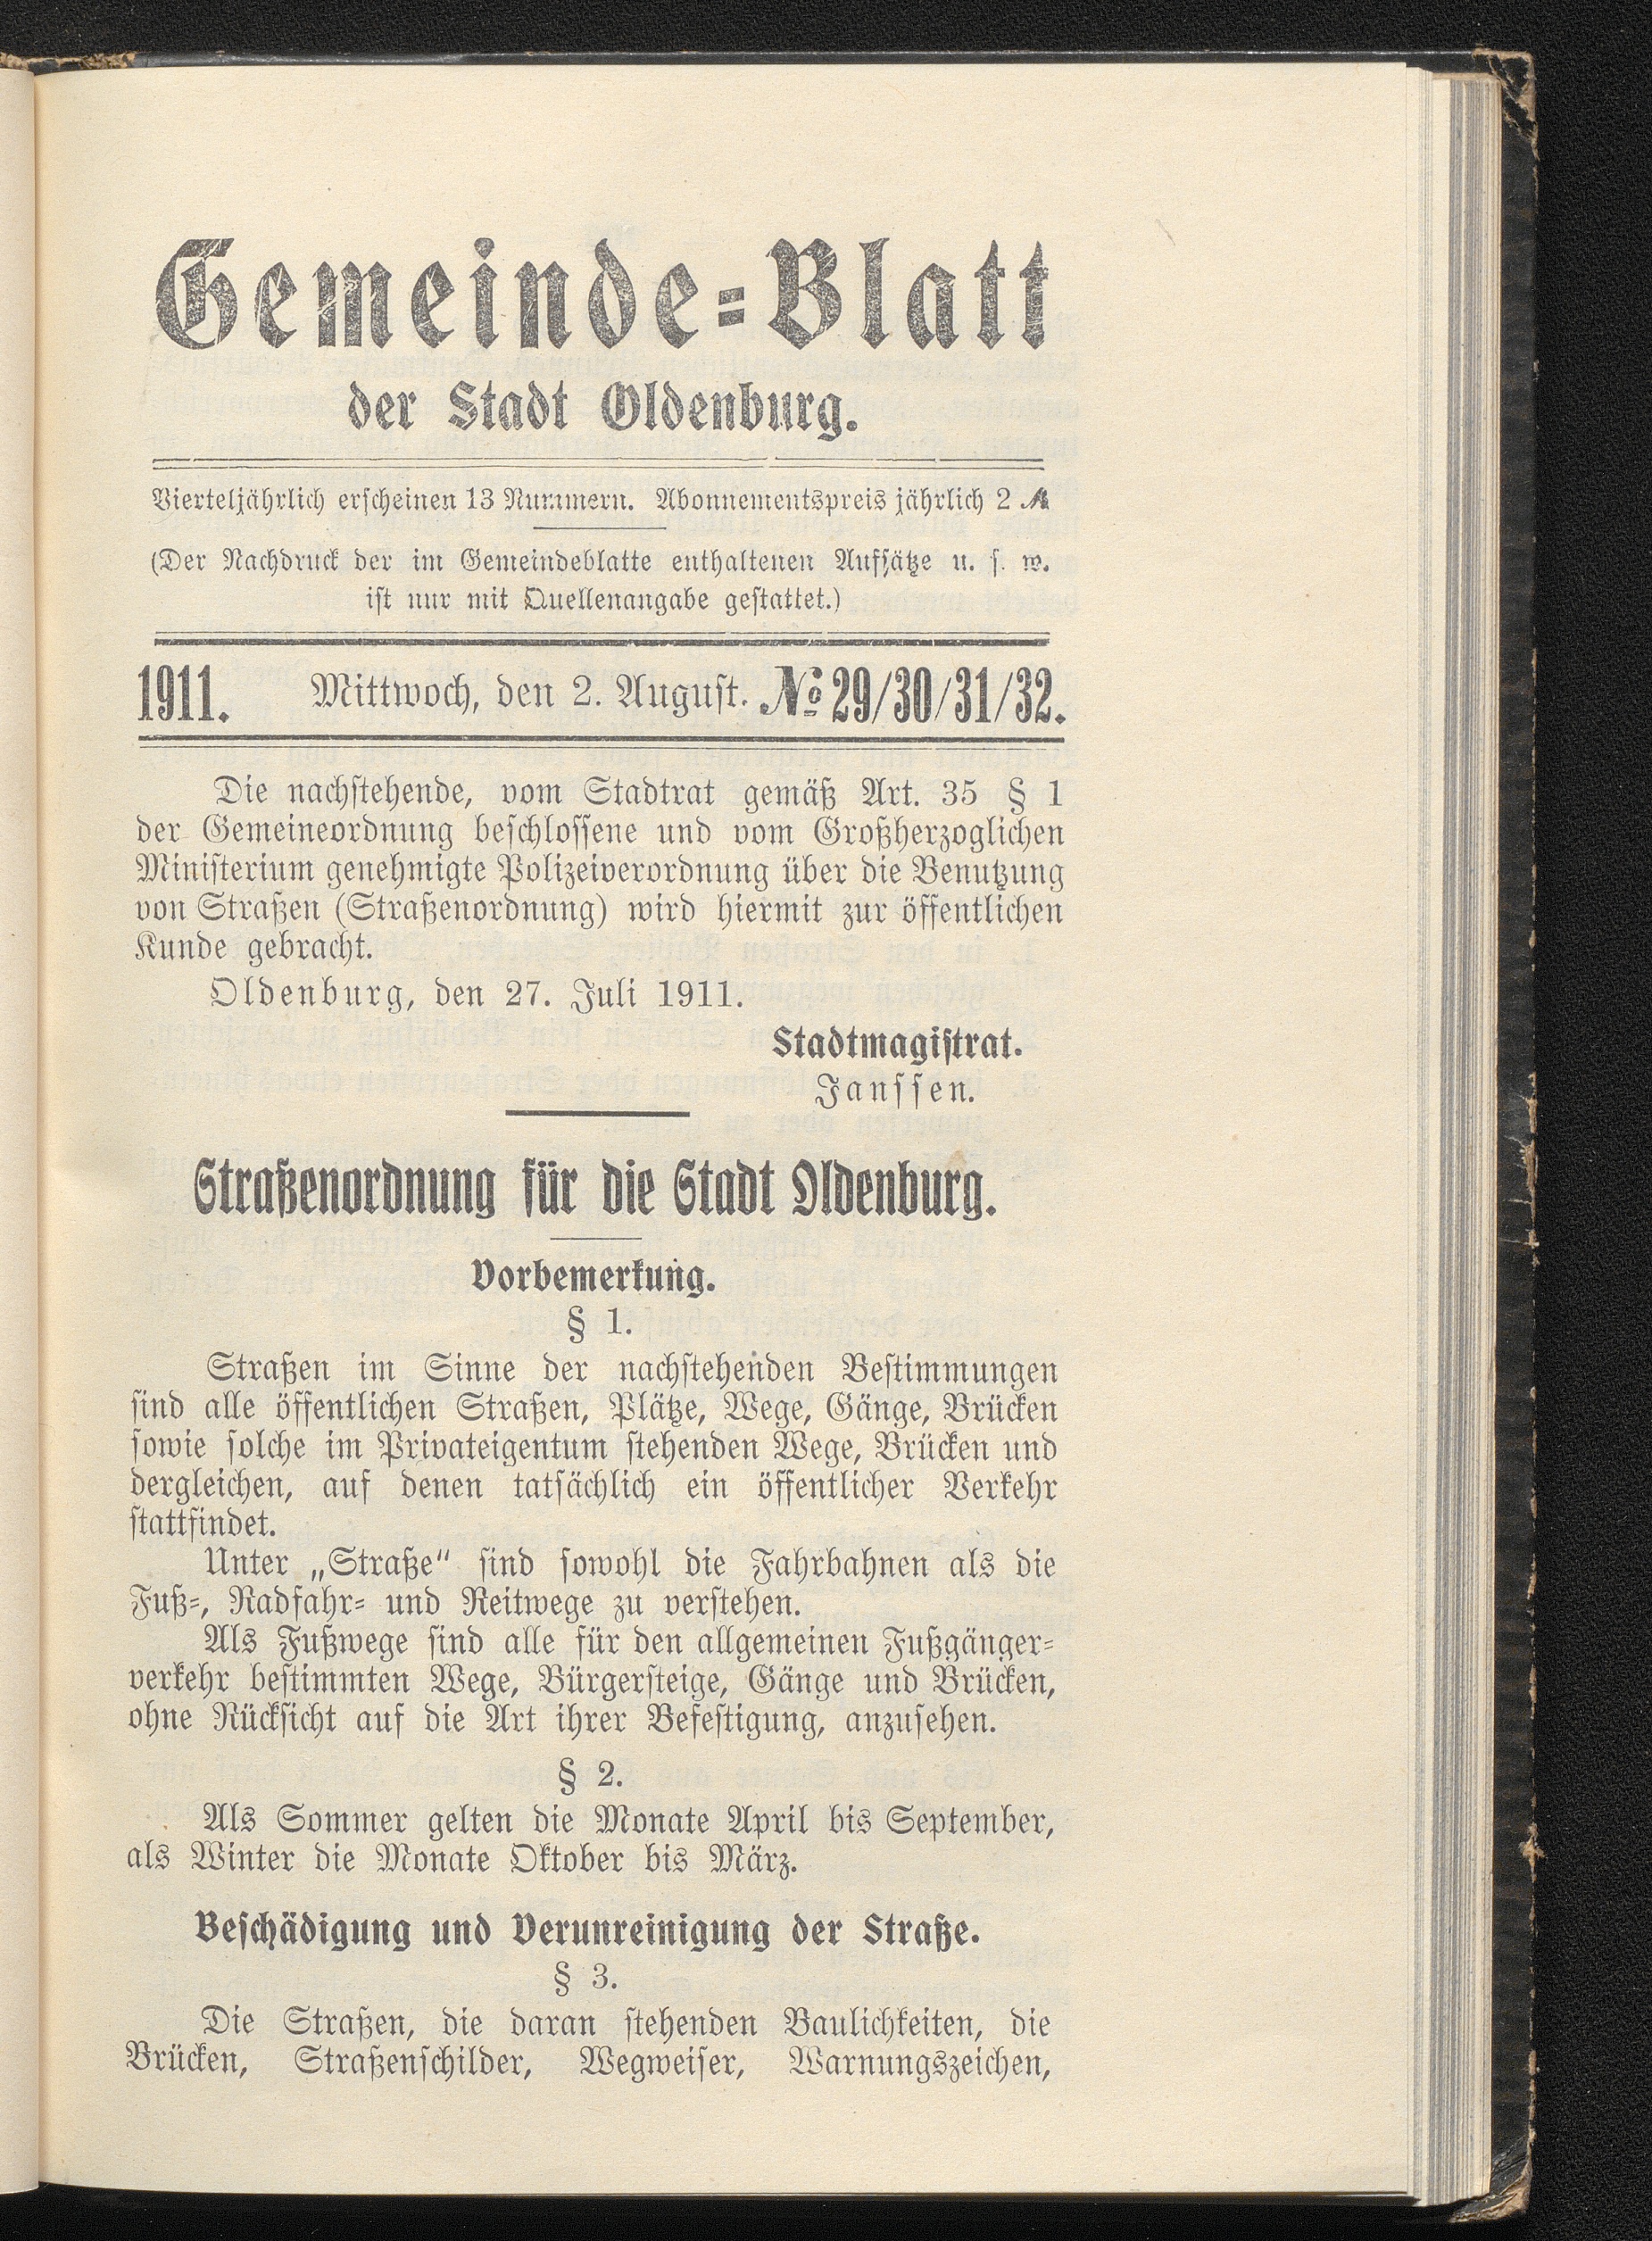 Gemeinde=Blatt
der Stadt Oldenburg.
Vierteljährlich erscheinen 13 Nummern. Abonnementspreis jährlich 2 ℳ
(Der Nachdruck der im Gemeindeblatte enthaltenen Aufsätze u. s. w.
ist nur mit Quellenangabe gestattet.)
1911. Mittwoch, den 2. August. № 29/30/31/32.
Die nachstehende, vom Stadtrat gemäß Art. 35 § 1
der Gemeineordnung beschlossene und vom Großherzoglichen
Ministerium genehmigte Polizeiverordnung über die Benutzung
von Straßen (Straßenordnung) wird hiermit zur öffentlichen
Kunde gebracht.
Oldenburg, den 27. Juli 1911.
Stadtmagistrat.
Janssen.
Straßenordnung für die Stadt Oldenburg.
Vorbemerkung.
§ 1.
Straßen im Sinne der nachstehenden Bestimmungen
sind alle öffentlichen Straßen, Plätze, Wege, Gänge, Brücken
sowie solche im Privateigentum stehenden Wege, Brücken und
dergleichen, auf denen tatsächlich ein öffentlicher Verkehr
stattfindet.
Unter „Straße“ sind sowohl die Fahrbahnen als die
Fuß=, Radfahr= und Reitwege zu verstehen.
Als Fußwege sind alle für den allgemeinen Fußgänger=
verkehr bestimmten Wege, Bürgersteige, Gänge und Brücken,
ohne Rücksicht auf die Art ihrer Befestigung, anzusehen.
§ 2.
Als Sommer gelten die Monate April bis September,
als Winter die Monate Oktober bis März.
Beschädigung und Verunreinigung der Straße.
§ 3.
Die Straßen, die daran stehenden Baulichkeiten, die
Brücken, Straßenschilder, Wegweiser, Warnungszeichen,